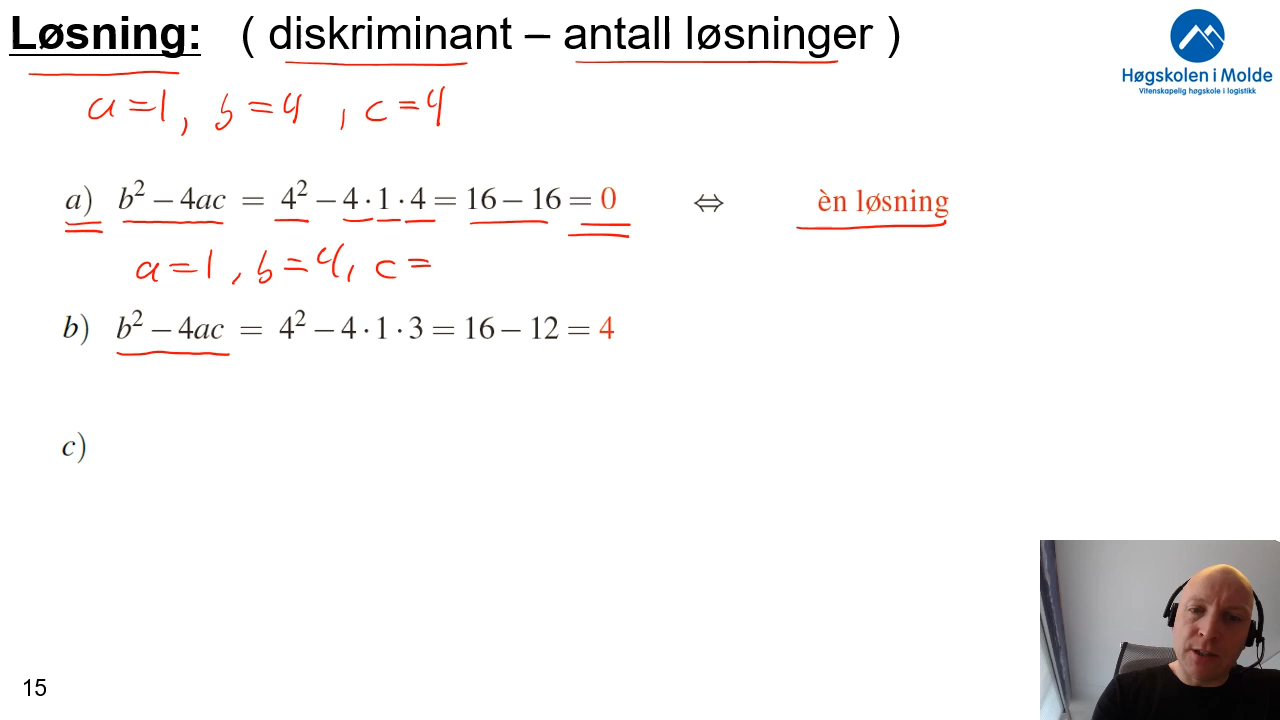 Løsning: ( diskriminant – antall løsninger )
Høgskolen i Molde
Vitenskapelig høgskole i logistikk
a = 1, b = 4, c = 4
a) b² − 4ac = 4² − 4 · 1 · 4 = 16 − 16 = 0 ⇔ èn løsning
a = 1, b = 4, c =
b) b² − 4ac = 4² − 4 · 1 · 3 = 16 − 12 = 4
c)
15